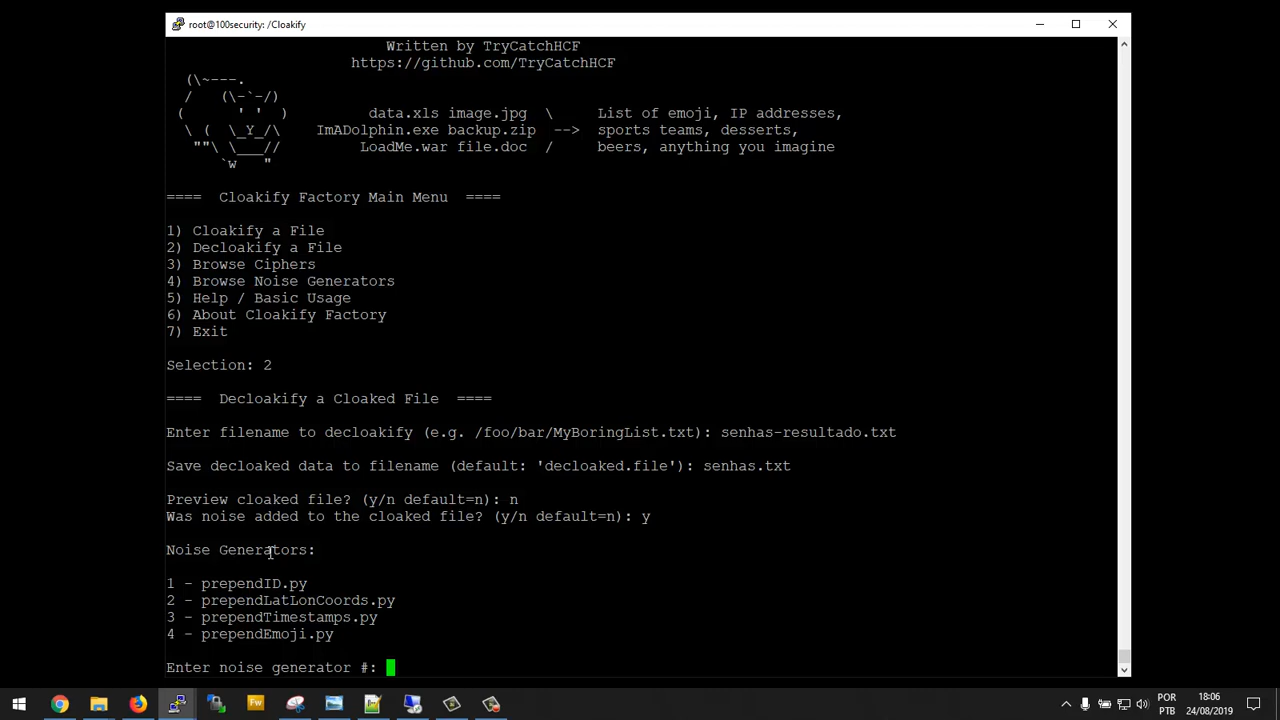 root@100security: /Cloakify
Written by TryCatchHCF
https://github.com/TryCatchHCF
(\~---.
/ (\-`-/)
( ' ' ) data.xls image.jpg \ List of emoji, IP addresses,
\ ( \_Y_/\ ImADolphin.exe backup.zip --> sports teams, desserts,
""\ \___// LoadMe.war file.doc / beers, anything you imagine
`w "
==== Cloakify Factory Main Menu ====
1) Cloakify a File
2) Decloakify a File
3) Browse Ciphers
4) Browse Noise Generators
5) Help / Basic Usage
6) About Cloakify Factory
7) Exit
Selection: 2
==== Decloakify a Cloaked File ====
Enter filename to decloakify (e.g. /foo/bar/MyBoringList.txt): senhas-resultado.txt
Save decloaked data to filename (default: 'decloaked.file'): senhas.txt
Preview cloaked file? (y/n default=n): n
Was noise added to the cloaked file? (y/n default=n): y
Noise Generators:
1 - prependID.py
2 - prependLatLonCoords.py
3 - prependTimestamps.py
4 - prependEmoji.py
Enter noise generator #:
Fw
POR 18:06
PTB 24/08/2019